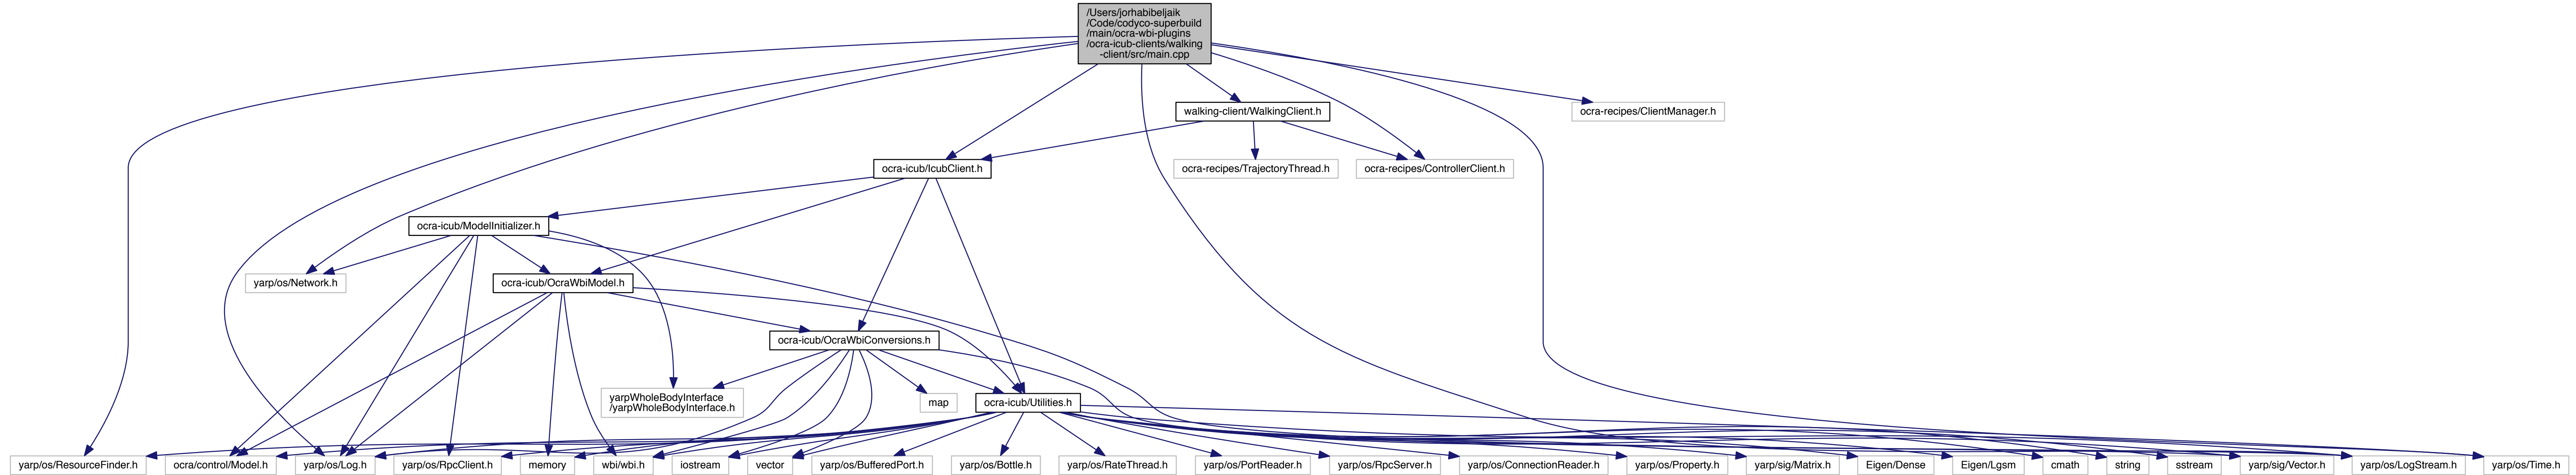 /Users/jorhabibeljaik
/Code/codyco-superbuild
/main/ocra-wbi-plugins
/ocra-icub-clients/walking
-client/src/main.cpp
walking-client/WalkingClient.h
ocra-recipes/ClientManager.h
ocra-icub/IcubClient.h
ocra-recipes/TrajectoryThread.h
ocra-recipes/ControllerClient.h
ocra-icub/ModelInitializer.h
yarp/os/Network.h
ocra-icub/OcraWbiModel.h
ocra-icub/OcraWbiConversions.h
yarpWholeBodyInterface
/yarpWholeBodyInterface.h
map
ocra-icub/Utilities.h
yarp/os/ResourceFinder.h
ocra/control/Model.h
yarp/os/Log.h
yarp/os/RpcClient.h
memory
wbi/wbi.h
iostream
vector
yarp/os/BufferedPort.h
yarp/os/Bottle.h
yarp/os/RateThread.h
yarp/os/PortReader.h
yarp/os/RpcServer.h
yarp/os/ConnectionReader.h
yarp/os/Property.h
yarp/sig/Matrix.h
Eigen/Dense
Eigen/Lgsm
cmath
string
sstream
yarp/sig/Vector.h
yarp/os/LogStream.h
yarp/os/Time.h